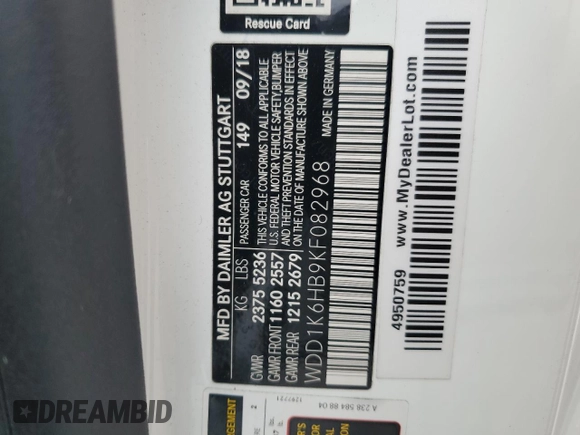 Rescue Card
MFD BY DAIMLER AG STUTTGART
KG LBS PASSENGER CAR 149 09/18
GVWR 2375 5236 THIS VEHICLE CONFORMS TO ALL APPLICABLE
GAWR FRONT 1160 2557 U.S. FEDERAL MOTOR VEHICLE SAFETY, BUMPER
GAWR REAR 1215 2679 AND THEFT PREVENTION STANDARDS IN EFFECT
ON THE DATE OF MANUFACTURE SHOWN ABOVE
WDD1K6HB9KF082968 MADE IN GERMANY
4950759 www.MyDealerLot.com
A 238 584 88 04
DREAMBID